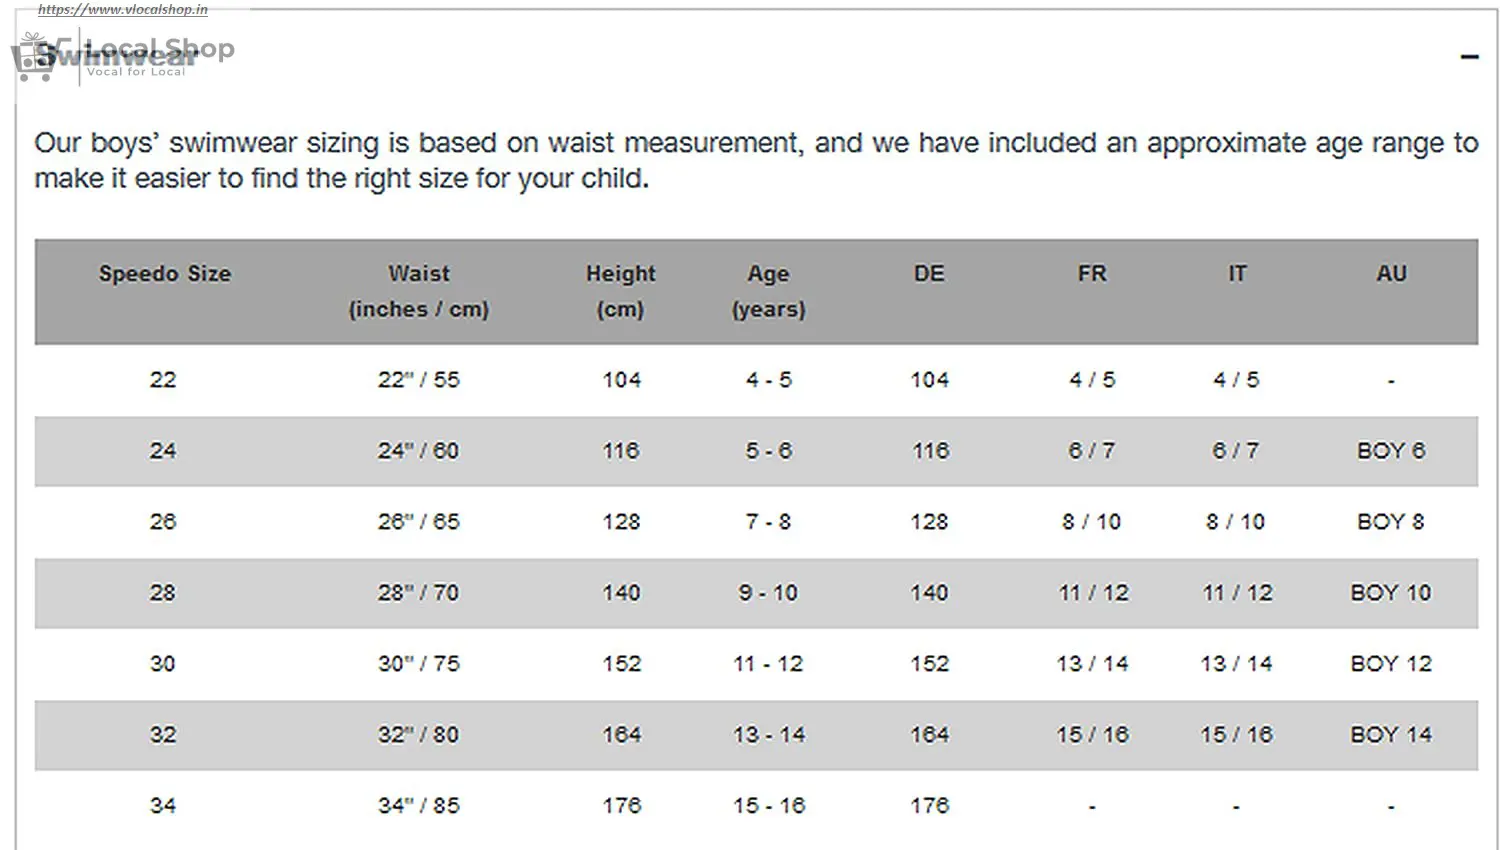 https://www.vlocalshop.in
Local Shop
Vocal for Local
Swimwear
Our boys’ swimwear sizing is based on waist measurement, and we have included an approximate age range to
make it easier to find the right size for your child.
Speedo Size Waist Height Age DE FR IT AU
(inches / cm) (cm) (years)
22 22" / 55 104 4 - 5 104 4 / 5 4 / 5 -
24 24" / 60 116 5 - 6 116 6 / 7 6 / 7 BOY 6
26 26" / 65 128 7 - 8 128 8 / 10 8 / 10 BOY 8
28 28" / 70 140 9 - 10 140 11 / 12 11 / 12 BOY 10
30 30" / 75 152 11 - 12 152 13 / 14 13 / 14 BOY 12
32 32" / 80 164 13 - 14 164 15 / 16 15 / 16 BOY 14
34 34" / 85 176 15 - 16 176 - - -